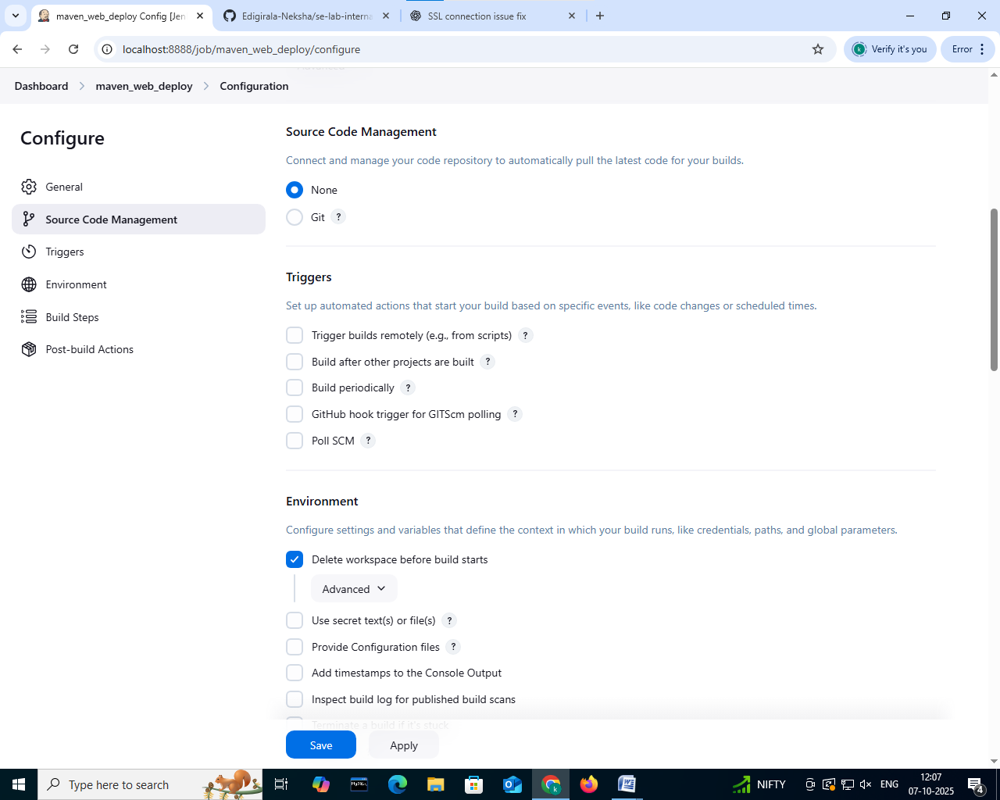 maven_web_deploy Config [Jen
Edigirala-Neksha/se-lab-interna
SSL connection issue fix
localhost:8888/job/maven_web_deploy/configure
Verify it's you
Error
Advanced
Dashboard
maven_web_deploy
Configuration
Configure
General
Source Code Management
Triggers
Environment
Build Steps
Post-build Actions
Source Code Management
Connect and manage your code repository to automatically pull the latest code for your builds.
None
Git ?
Triggers
Set up automated actions that start your build based on specific events, like code changes or scheduled times.
Trigger builds remotely (e.g., from scripts) ?
Build after other projects are built ?
Build periodically ?
GitHub hook trigger for GITScm polling ?
Poll SCM ?
Environment
Configure settings and variables that define the context in which your build runs, like credentials, paths, and global parameters.
Delete workspace before build starts
Advanced
Use secret text(s) or file(s) ?
Provide Configuration files ?
Add timestamps to the Console Output
Inspect build log for published build scans
Terminate a build if it's stuck
Save
Apply
Type here to search
MySQL
NIFTY
ENG
12:07
07-10-2025
4